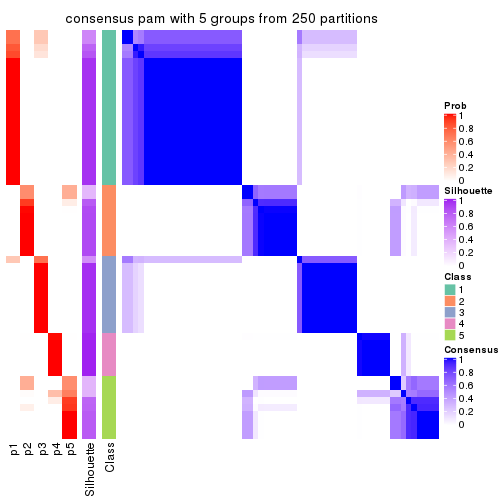 consensus pam with 5 groups from 250 partitions
Prob
1
0.8
0.6
0.4
0.2
0
Silhouette
1
0.8
0.6
0.4
0.2
0
Class
1
2
3
4
5
Consensus
1
0.8
0.6
0.4
0.2
0
p1
p2
p3
p4
p5
Silhouette
Class